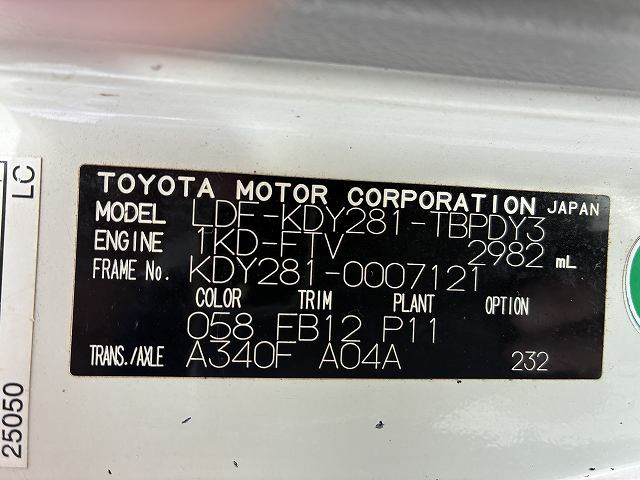 TOYOTA MOTOR CORPORATION JAPAN
MODEL LDF-KDY281-TBPDY3
ENGINE 1KD-FTV 2982 mL
FRAME No. KDY281-0007121
COLOR TRIM PLANT OPTION
058 FB12 P11
TRANS./AXLE A340F A04A 232
25050
LC